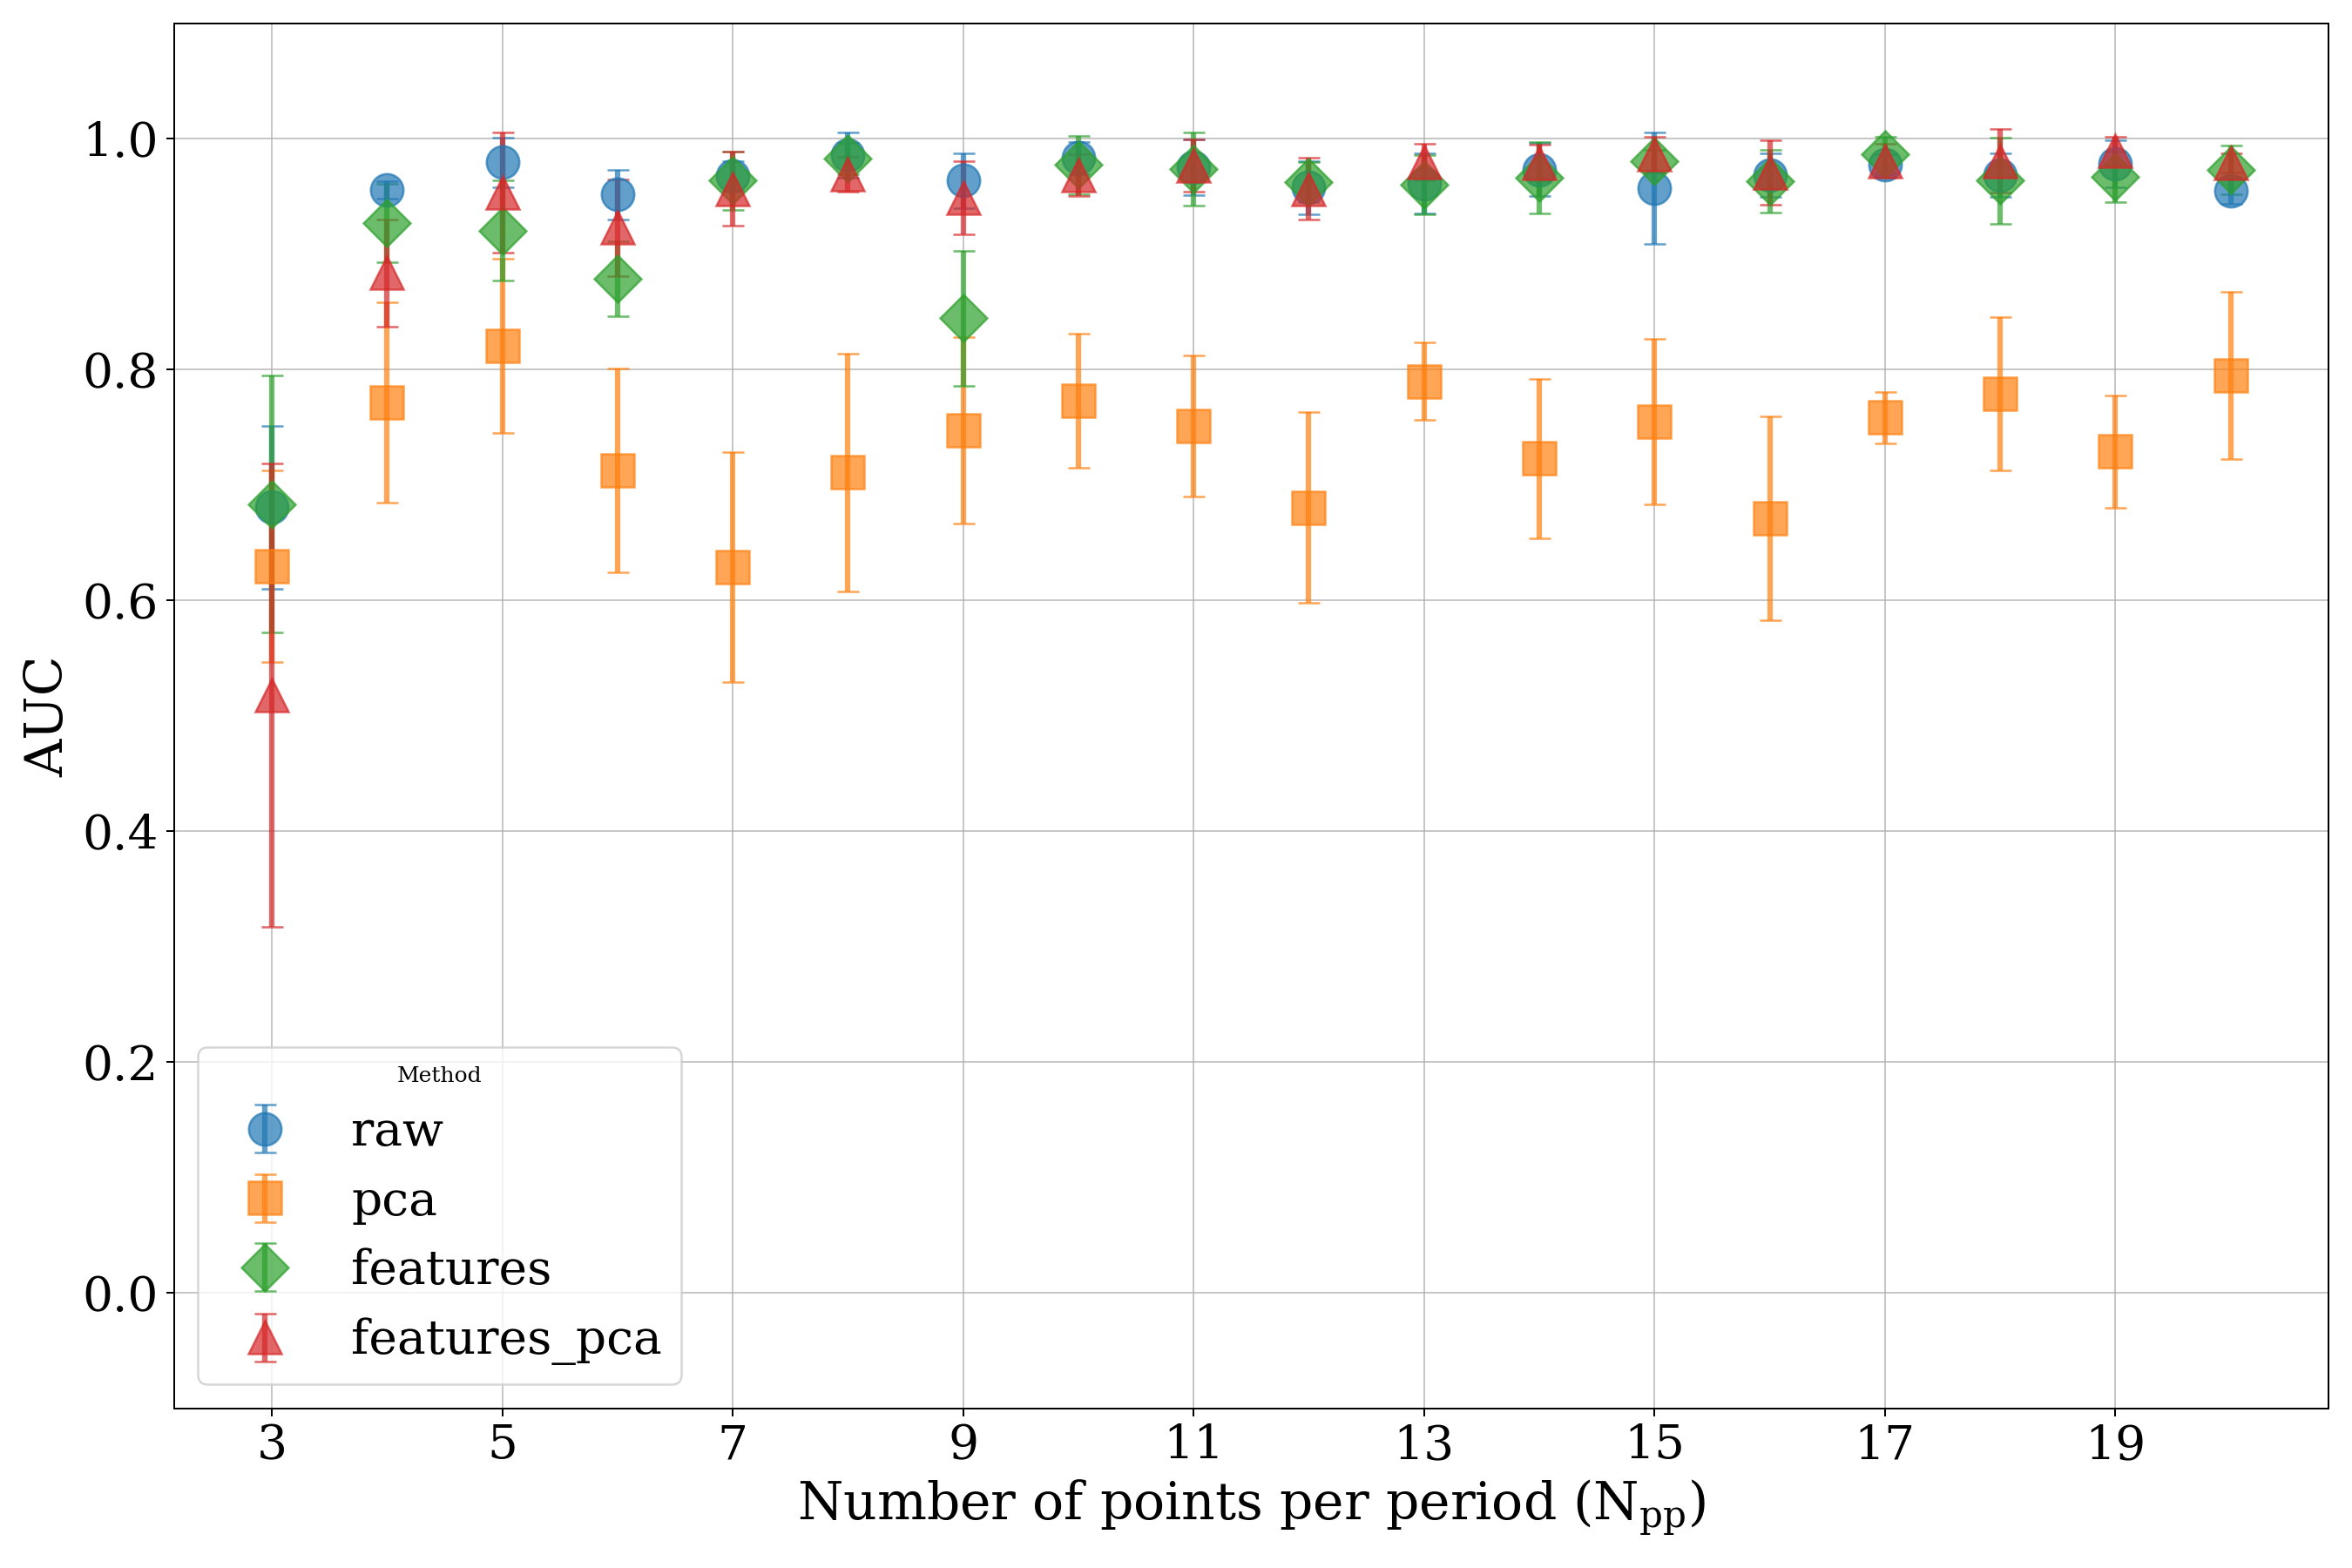 1.0
0.8
0.6
0.4
0.2
0.0
AUC
Method
raw
pca
features
features_pca
3 5 7 9 11 13 15 17 19
Number of points per period (Npp)